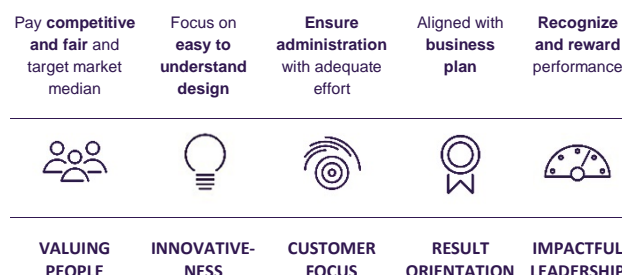 Pay competitive
and fair and
target market
median
Focus on
easy to
understand
design
Ensure
administration
with adequate
effort
Aligned with
business
plan
Recognize
and reward
performance
VALUING
PEOPLE
INNOVATIVE-
NESS
CUSTOMER
FOCUS
RESULT
ORIENTATION
IMPACTFUL
LEADERSHIP